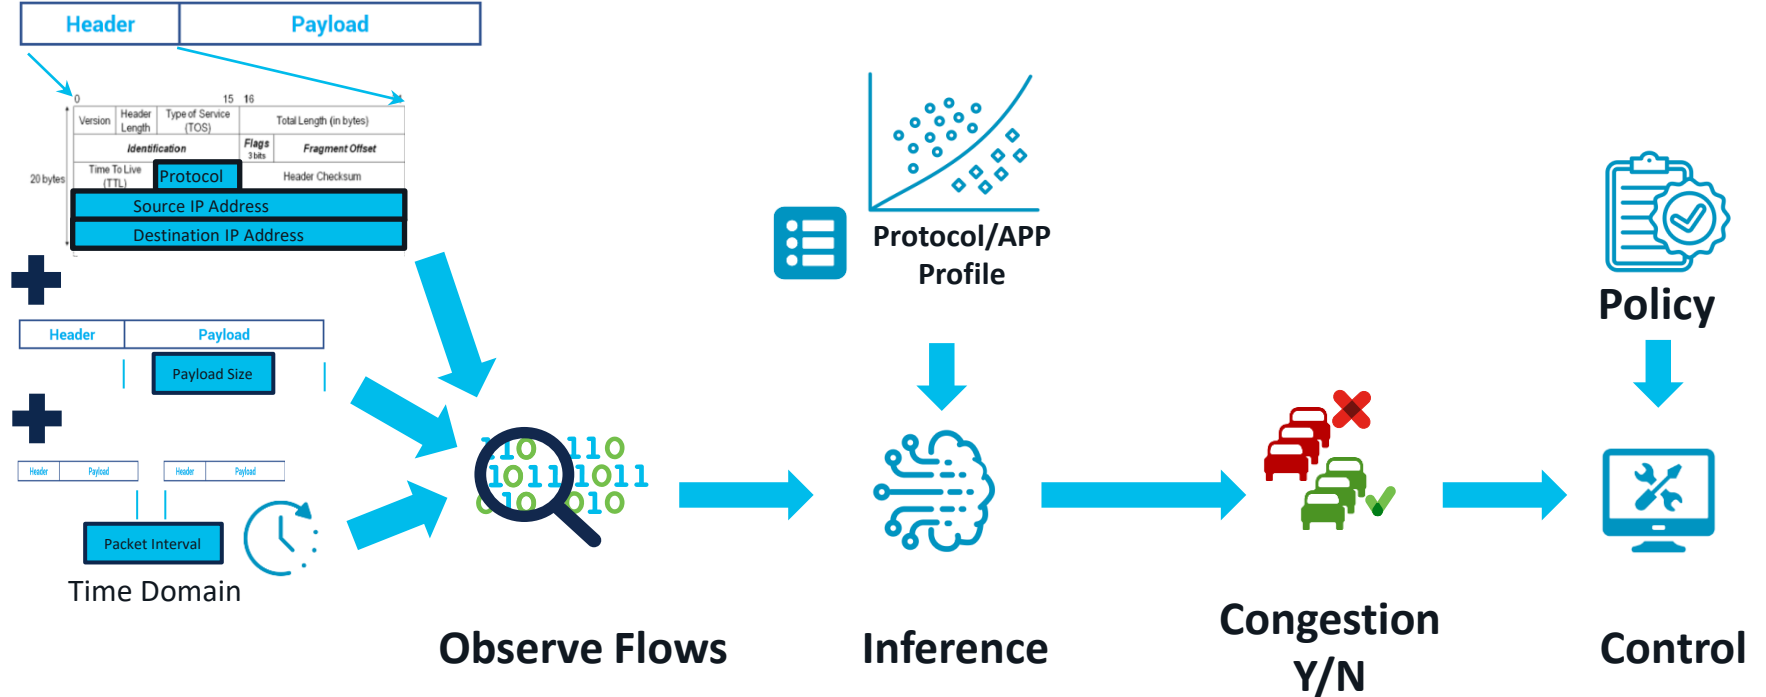 Header Payload
0 15 16
Version Header Length Type of Service (TOS) Total Length (in bytes)
Identification Flags 3 bits Fragment Offset
20 bytes Time To Live (TTL) Protocol Header Checksum
Source IP Address
Destination IP Address
Header Payload
Payload Size
Header Payload Header Payload
Packet Interval
Time Domain
110 110
1011 1011
010 010
Observe Flows
Protocol/APP
Profile
Inference
Congestion
Y/N
Policy
Control